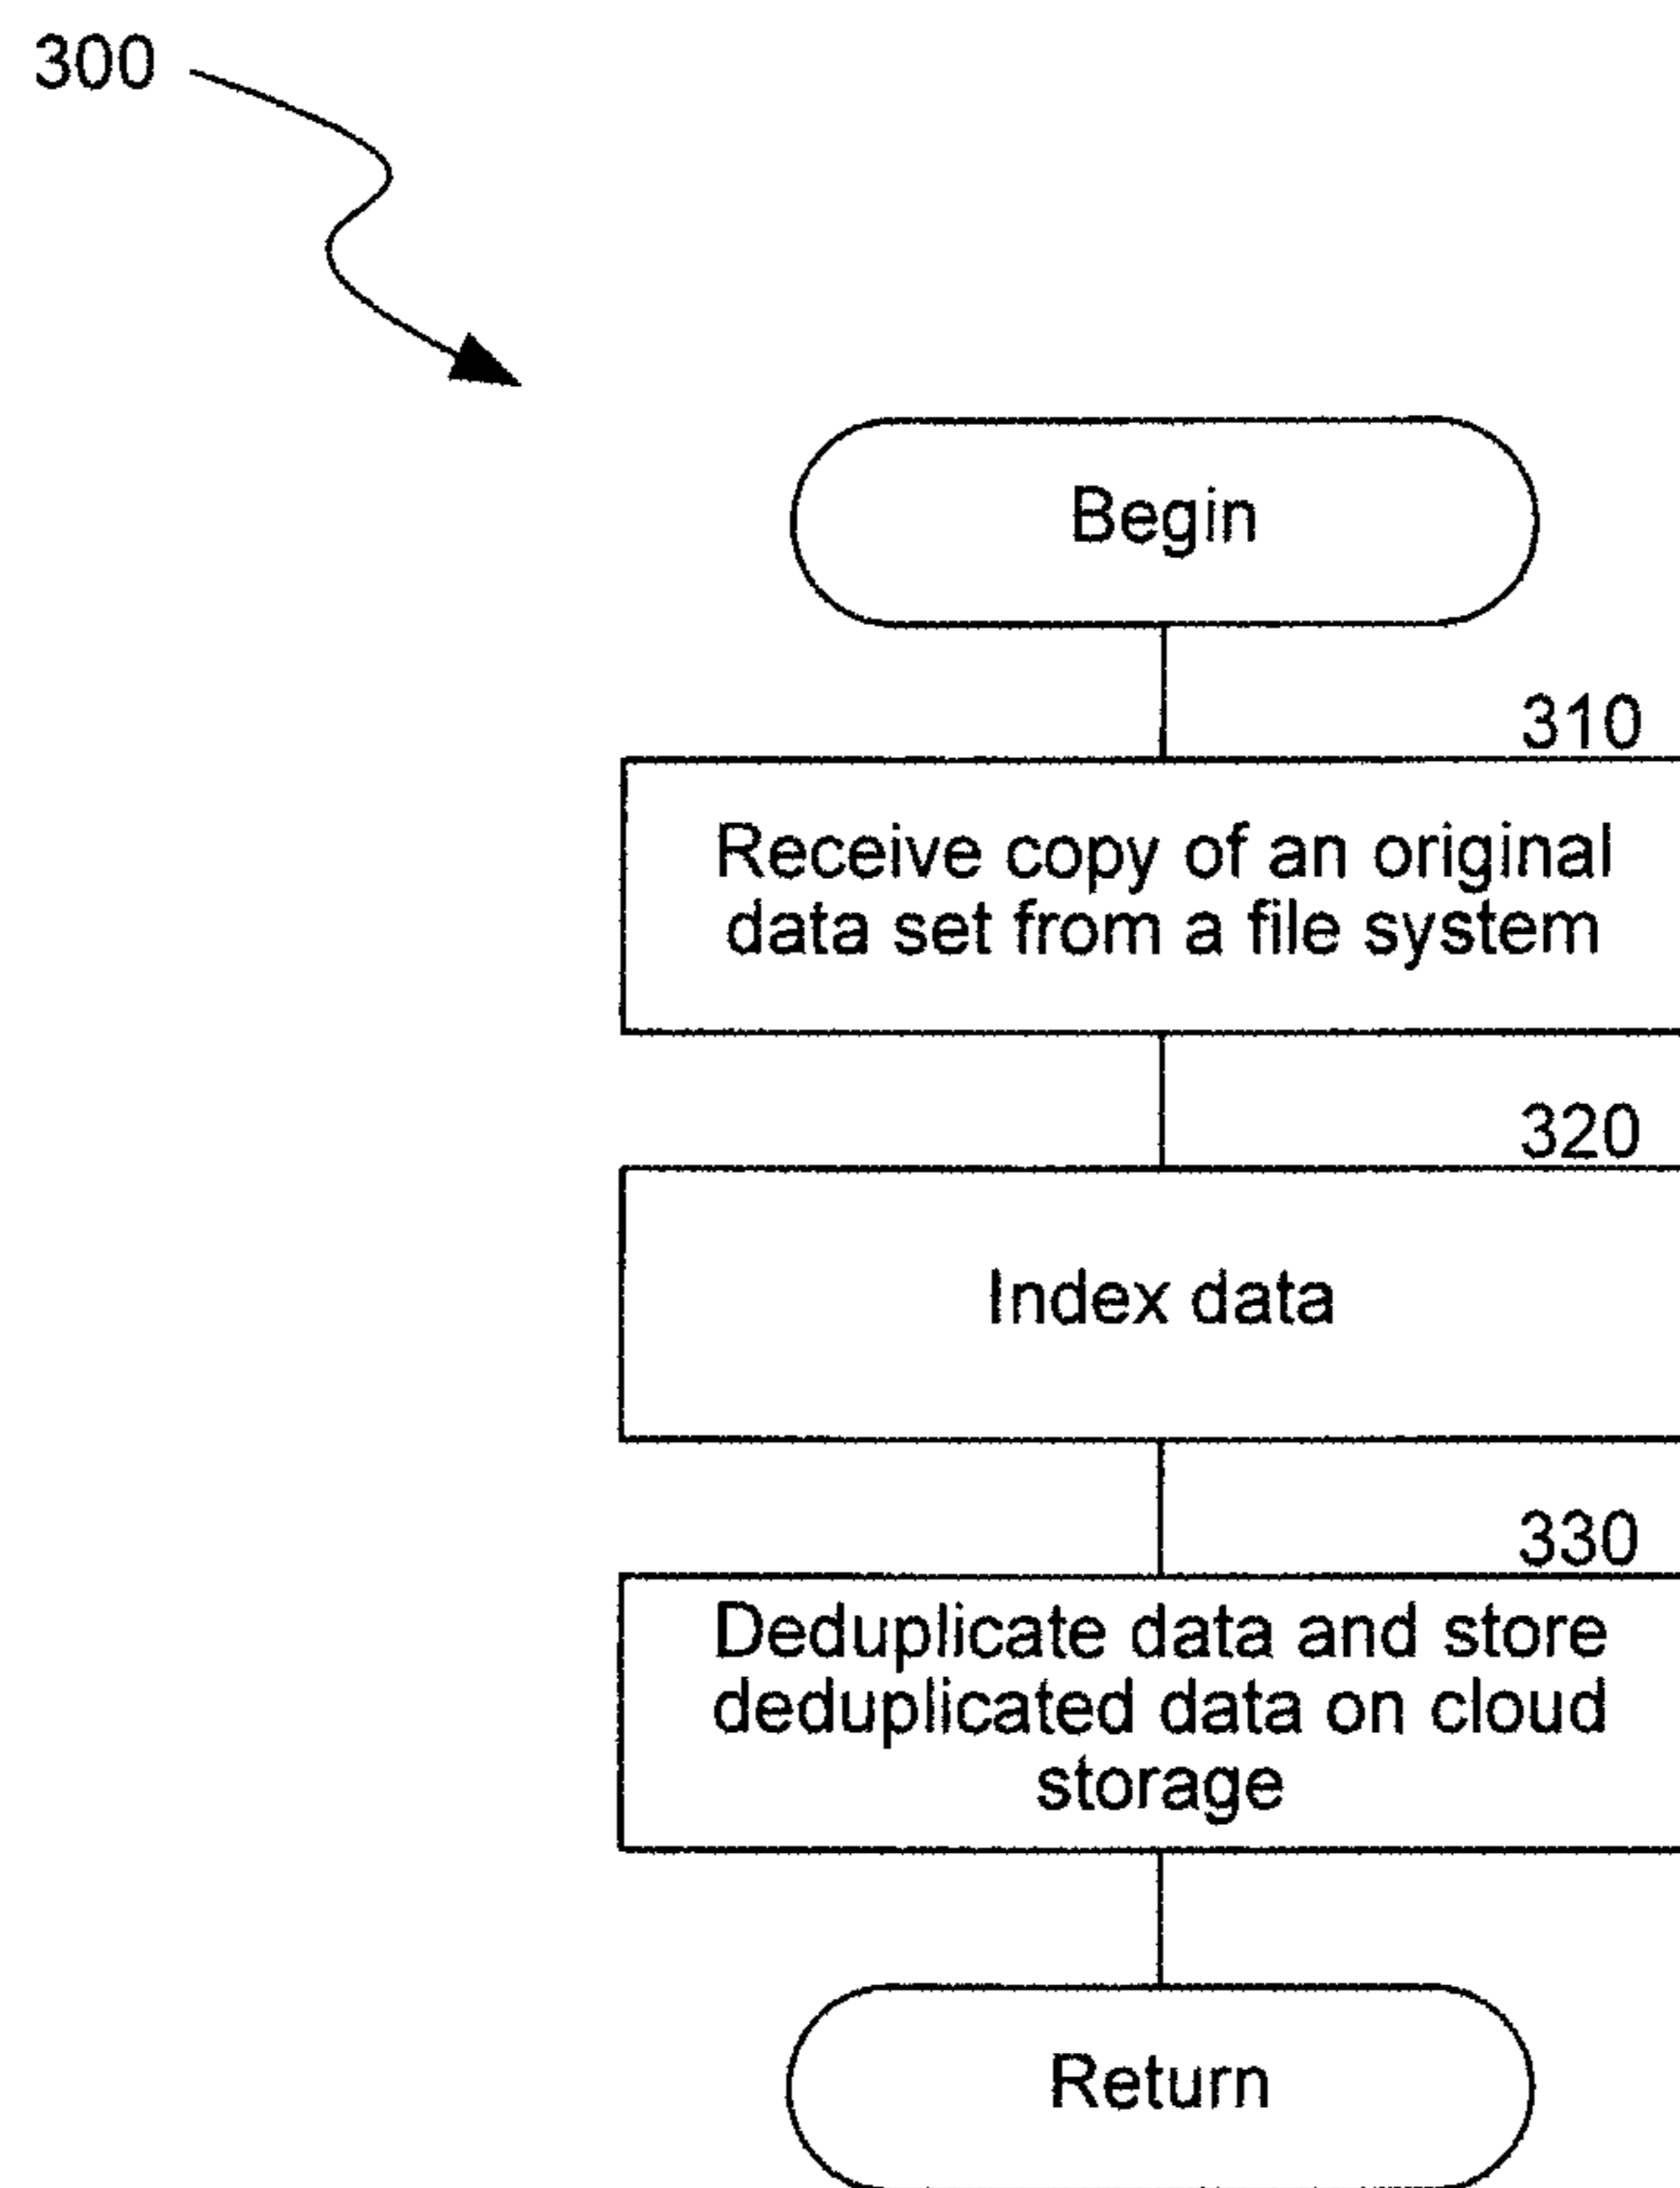 300
Begin
310
Receive copy of an original
data set from a file system
320
Index data
330
Deduplicate data and store
deduplicated data on cloud
storage
Return